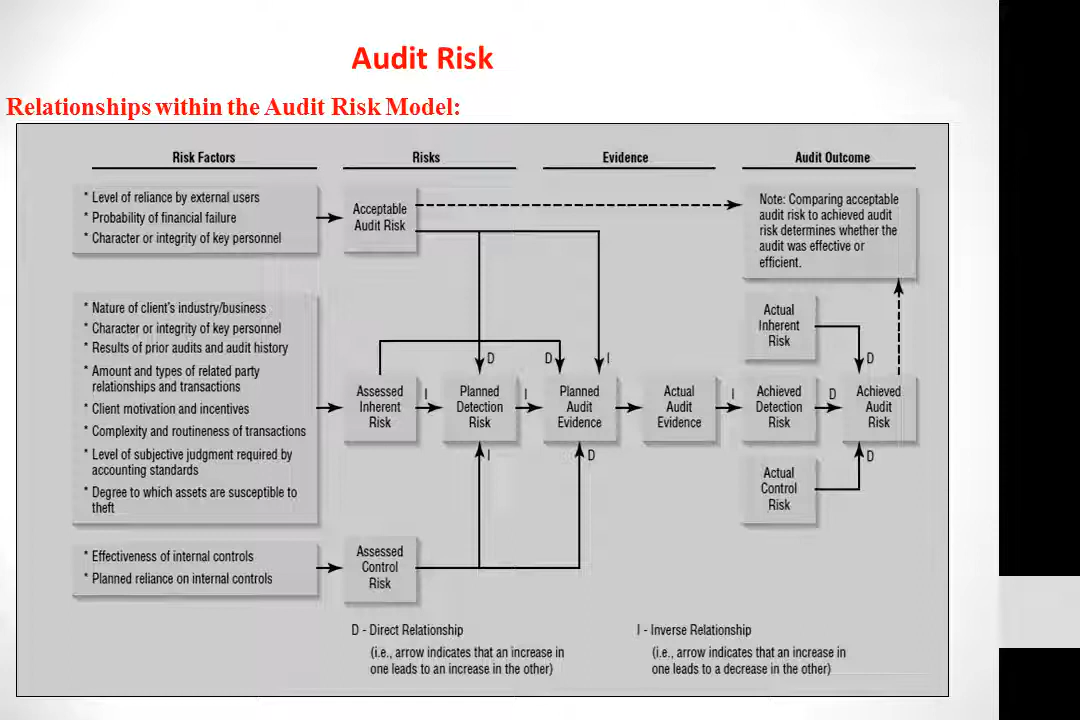 Audit Risk
Relationships within the Audit Risk Model:
Risk Factors
Risks
Evidence
Audit Outcome
* Level of reliance by external users
* Probability of financial failure
* Character or integrity of key personnel
Acceptable
Audit Risk
Note: Comparing acceptable
audit risk to achieved audit
risk determines whether the
audit was effective or
efficient.
* Nature of client's industry/business
* Character or integrity of key personnel
* Results of prior audits and audit history
* Amount and types of related party
relationships and transactions
* Client motivation and incentives
* Complexity and routineness of transactions
* Level of subjective judgment required by
accounting standards
* Degree to which assets are susceptible to
theft
Actual
Inherent
Risk
D
D
I
D
Assessed
Inherent
Risk
I
Planned
Detection
Risk
I
Planned
Audit
Evidence
Actual
Audit
Evidence
I
Achieved
Detection
Risk
D
Achieved
Audit
Risk
I
D
D
Actual
Control
Risk
* Effectiveness of internal controls
* Planned reliance on internal controls
Assessed
Control
Risk
D - Direct Relationship
(i.e., arrow indicates that an increase in
one leads to an increase in the other)
I - Inverse Relationship
(i.e., arrow indicates that an increase in
one leads to a decrease in the other)